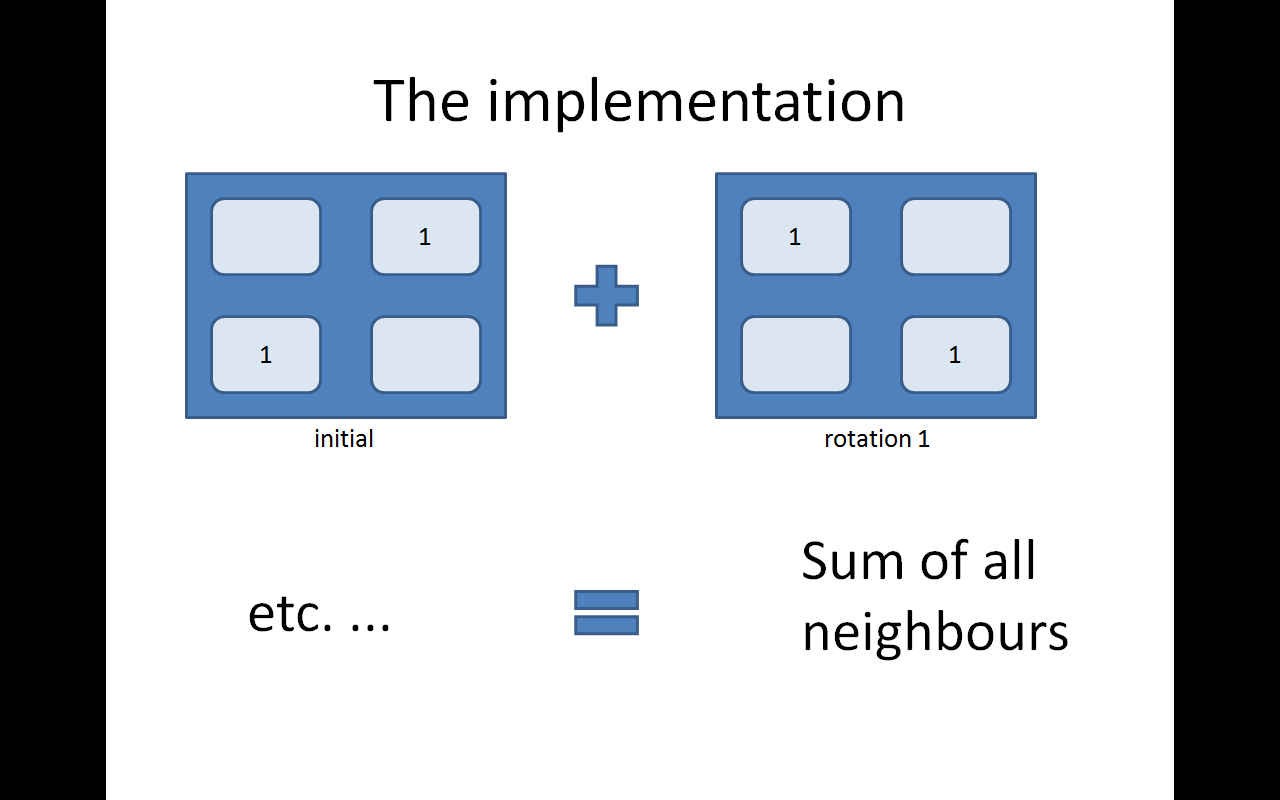 The implementation
1
1
1
1
initial
rotation 1
etc. ...
Sum of all
neighbours